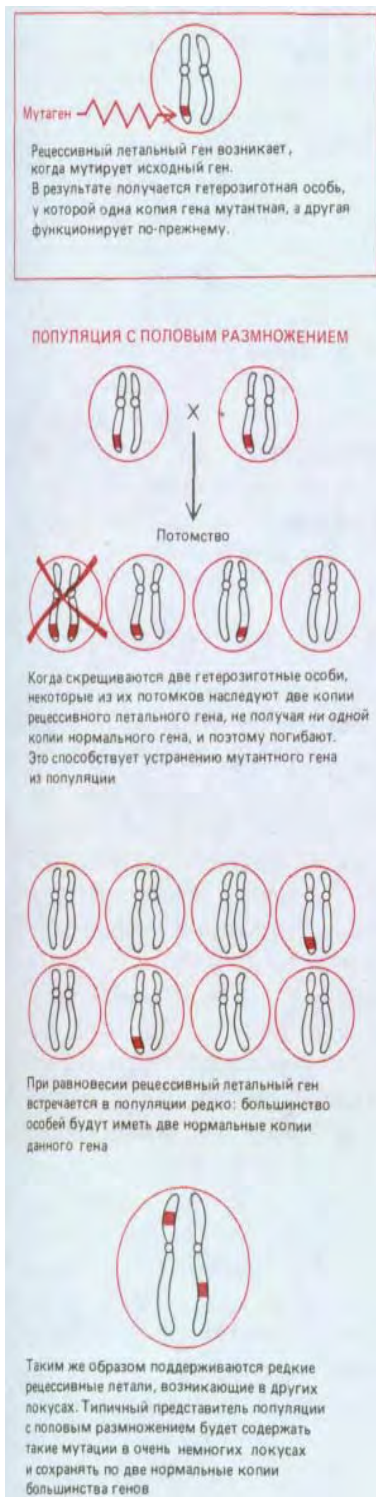 Мутаген
Рецессивный летальный ген возникает,
когда мутирует исходный ген.
В результате получается гетерозиготная особь,
у которой одна копия гена мутантная, а другая
функционирует по-прежнему.
ПОПУЛЯЦИЯ С ПОЛОВЫМ РАЗМНОЖЕНИЕМ
X
Потомство
Когда скрещиваются две гетерозиготные особи,
некоторые из их потомков наследуют две копии
рецессивного летального гена, не получая ни одной
копии нормального гена, и поэтому погибают.
Это способствует устранению мутантного гена
из популяции
При равновесии рецессивный летальный ген
встречается в популяции редко: большинство
особей будут иметь две нормальные копии
данного гена
Таким же образом поддерживаются редкие
рецессивные летали, возникающие в других
локусах. Типичный представитель популяции
с половым размножением будет содержать
такие мутации в очень немногих локусах
и сохранять по две нормальные копии
большинства генов